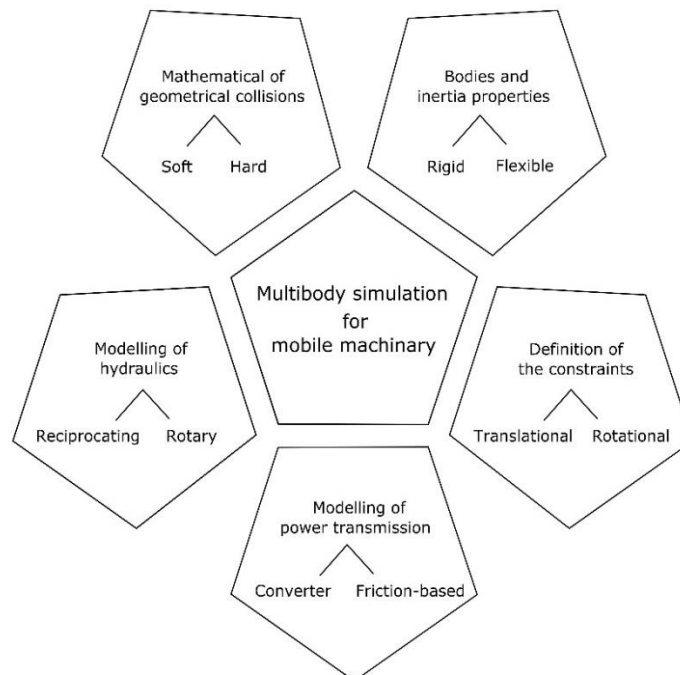 Mathematical of
geometrical collisions
Soft Hard
Bodies and
inertia properties
Rigid Flexible
Multibody simulation
for
mobile machinary
Modelling of
hydraulics
Reciprocating Rotary
Definition of
the constraints
Translational Rotational
Modelling of
power transmission
Converter Friction-based